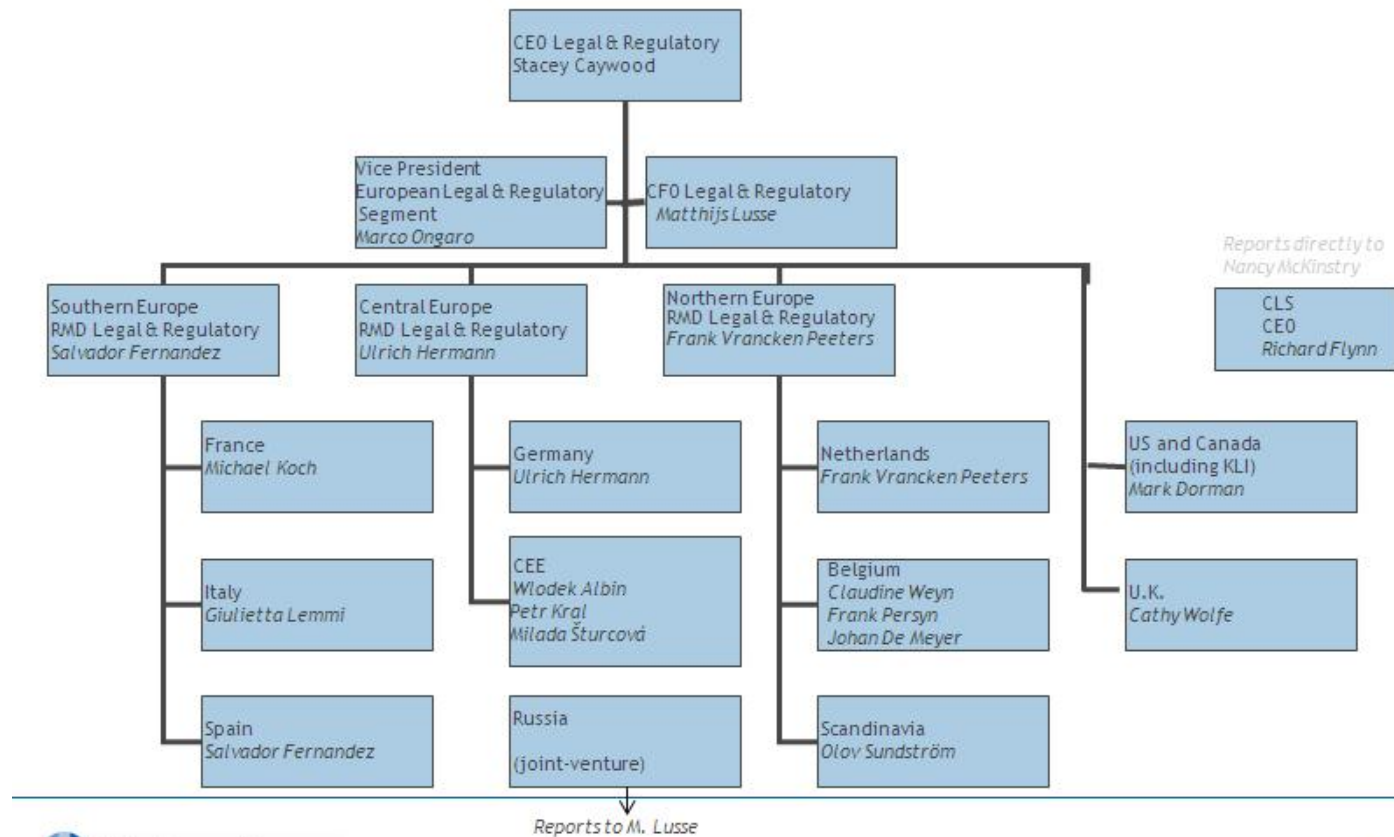 CEO Legal & Regulatory
Stacey Caywood
Vice President
European Legal & Regulatory
Segment
Marco Ongaro
CFO Legal & Regulatory
Matthijs Lusse
Reports directly to
Nancy McKinstry
CLS
CEO
Richard Flynn
Southern Europe
RMD Legal & Regulatory
Salvador Fernandez
Central Europe
RMD Legal & Regulatory
Ulrich Hermann
Northern Europe
RMD Legal & Regulatory
Frank Vrancken Peeters
France
Michael Koch
Germany
Ulrich Hermann
Netherlands
Frank Vrancken Peeters
US and Canada
(including KLI)
Mark Dorman
Italy
Giulietta Lemmi
CEE
Wlodek Albin
Petr Kral
Milada Šturcová
Belgium
Claudine Weyn
Frank Persyn
Johan De Meyer
U.K.
Cathy Wolfe
Spain
Salvador Fernandez
Russia
(joint-venture)
Scandinavia
Olov Sundström
Reports to M. Lusse